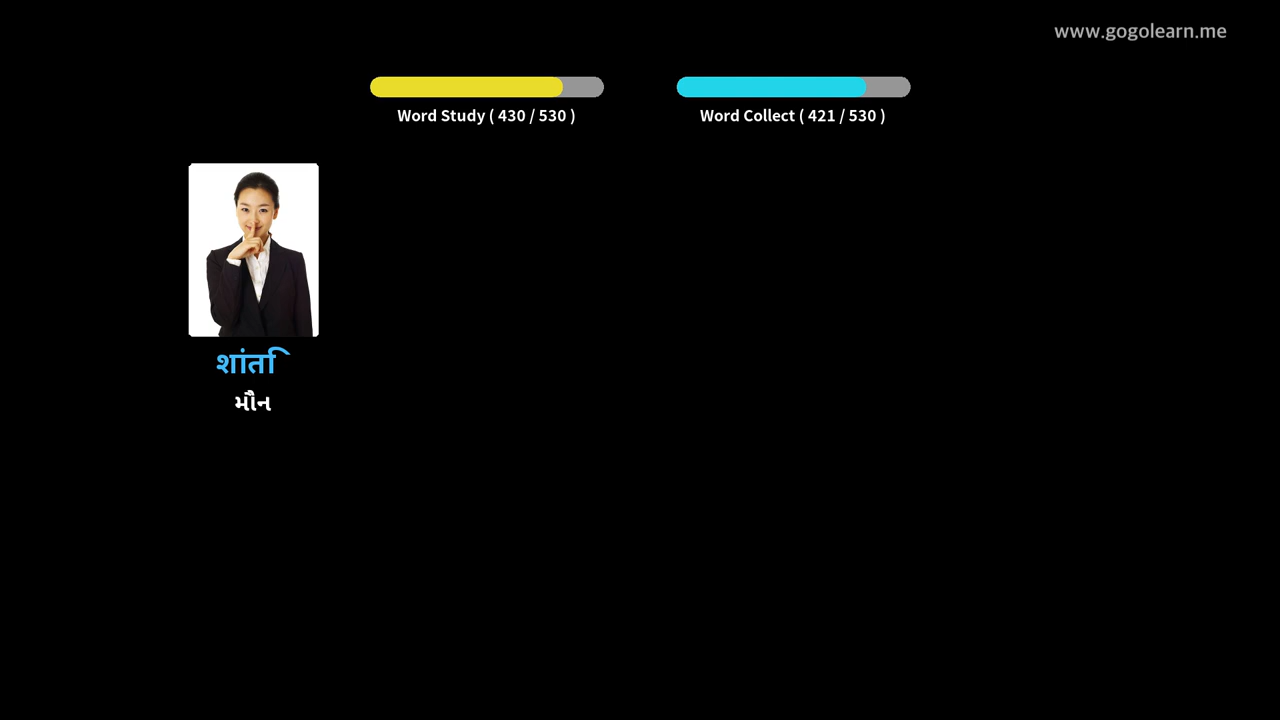 www.gogolearn.me
Word Study ( 430 / 530 )
Word Collect ( 421 / 530 )
शांति
મૌન